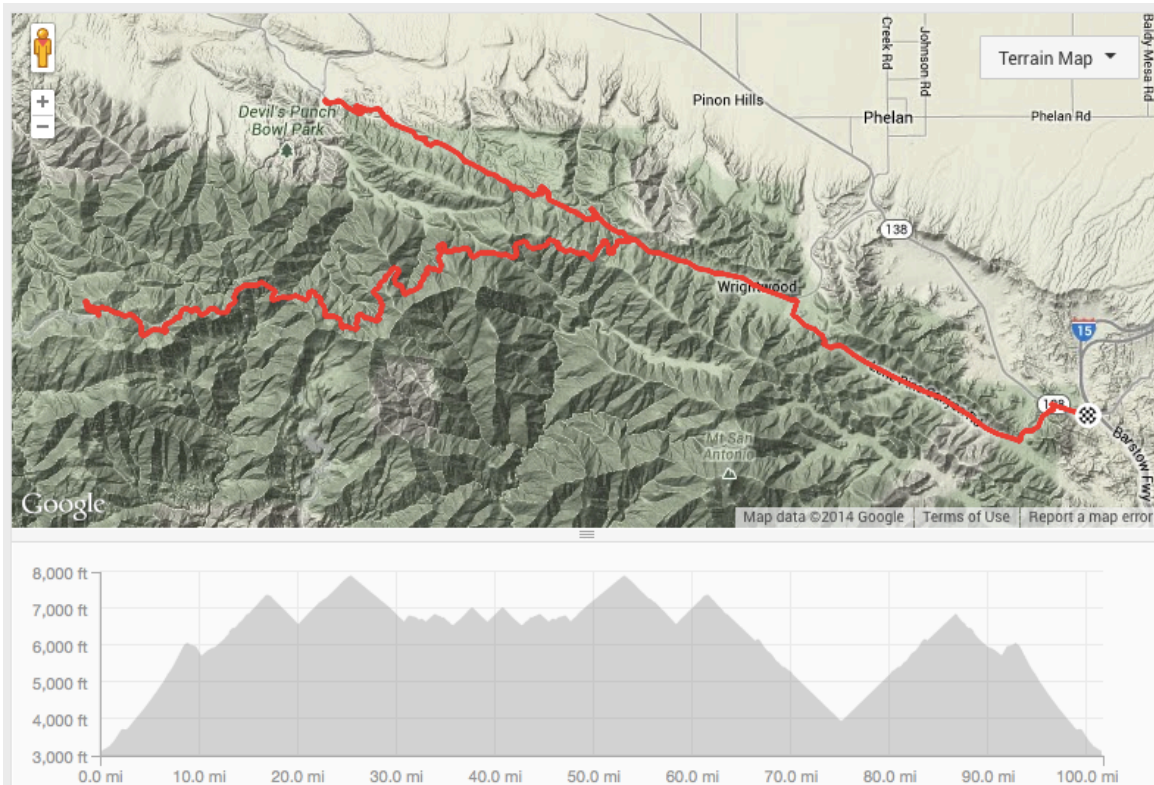 Creek Rd
Johnson Rd
Baldy Mesa Rd
Terrain Map
+
−
Pinon Hills
Phelan
Phelan Rd
Devil's Punch
Bowl Park
138
Wrightwood
15
Mt San
Antonio
Barstow Fwy
Google
Map data ©2014 Google
Terms of Use
Report a map error
8,000 ft
7,000 ft
6,000 ft
5,000 ft
4,000 ft
3,000 ft
0.0 mi 10.0 mi 20.0 mi 30.0 mi 40.0 mi 50.0 mi 60.0 mi 70.0 mi 80.0 mi 90.0 mi 100.0 mi